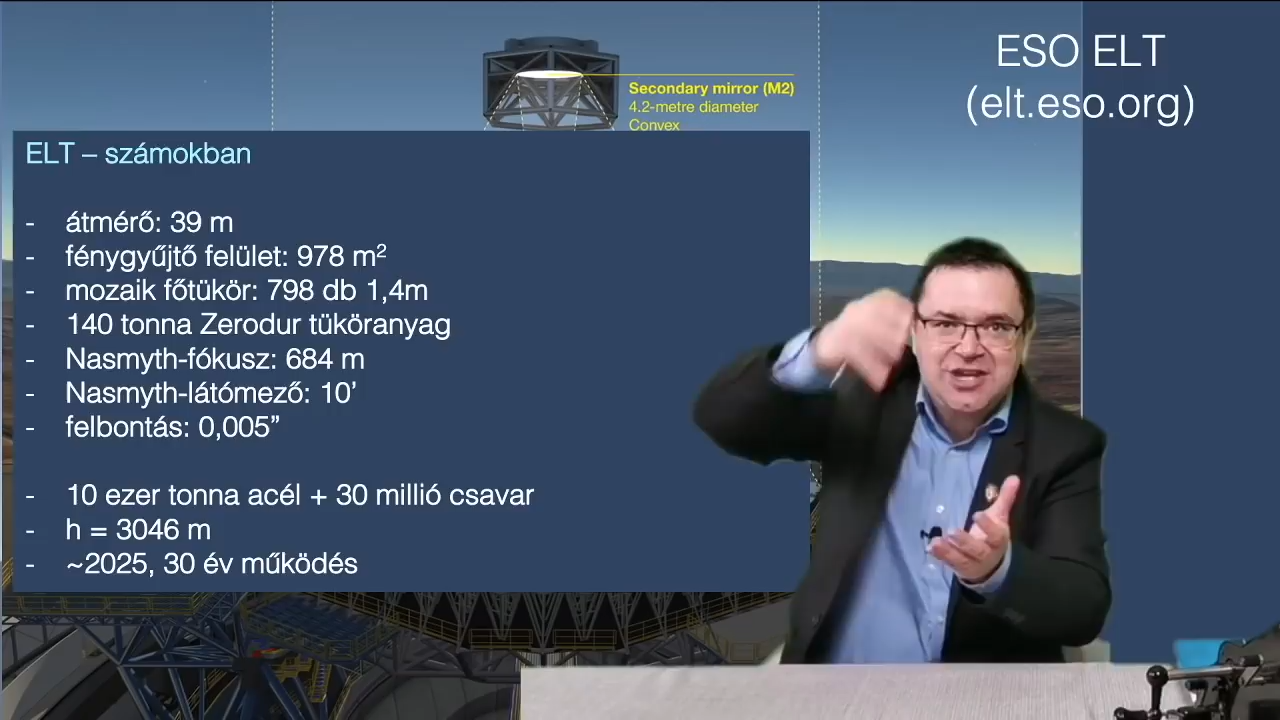 ESO ELT
(elt.eso.org)
Secondary mirror (M2)
4.2-metre diameter
Convex
ELT – számokban
- átmérő: 39 m
- fénygyűjtő felület: 978 m²
- mozaik főtükör: 798 db 1,4m
- 140 tonna Zerodur tüköranyag
- Nasmyth-fókusz: 684 m
- Nasmyth-látómező: 10’
- felbontás: 0,005”
- 10 ezer tonna acél + 30 millió csavar
- h = 3046 m
- ~2025, 30 év működés